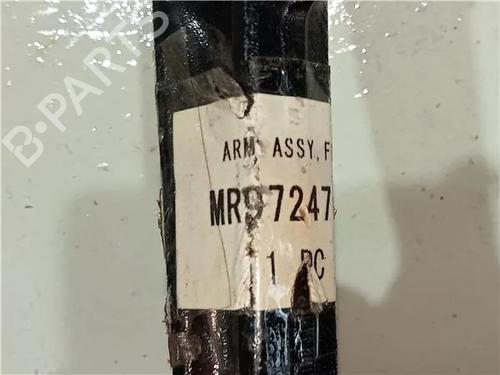 B-PARTS
ARM ASSY, F
MR97247
1 PC